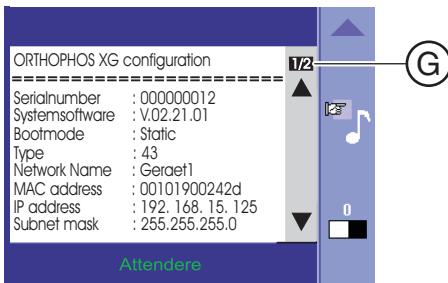 ORTHOPHOS XG configuration
1/2
G
==========================
Serialnumber : 000000012
Systemsoftware : V.02.21.01
Bootmode : Static
Type : 43
Network Name : Geraet1
MAC address : 00101900242d
IP address : 192. 168. 15. 125
Subnet mask : 255.255.255.0
0
Attendere